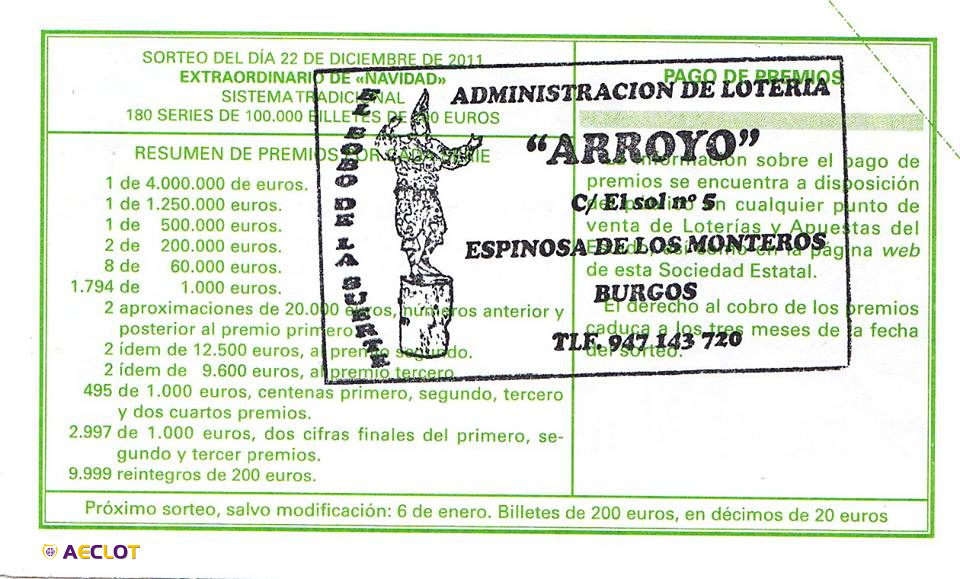 SORTEO DEL DÍA 22 DE DICIEMBRE DE 2011
EXTRAORDINARIO DE «NAVIDAD»
SISTEMA TRADICIONAL
180 SERIES DE 100.000 BILLETES DE 200 EUROS
RESUMEN DE PREMIOS POR CADA SERIE
1 de 4.000.000 de euros.
1 de 1.250.000 euros.
1 de 500.000 euros.
2 de 200.000 euros.
8 de 60.000 euros.
1.794 de 1.000 euros.
2 aproximaciones de 20.000 euros, números anterior y
posterior al premio primero.
2 ídem de 12.500 euros, al premio segundo.
2 ídem de 9.600 euros, al premio tercero.
495 de 1.000 euros, centenas primero, segundo, tercero
y dos cuartos premios.
2.997 de 1.000 euros, dos cifras finales del primero, se-
gundo y tercer premios.
9.999 reintegros de 200 euros.
PAGO DE PREMIOS
La información sobre el pago de
premios se encuentra a disposición
del público en cualquier punto de
venta de Loterías y Apuestas del
Estado, así como en la página web
de esta Sociedad Estatal.
El derecho al cobro de los premios
caduca a los tres meses de la fecha
del sorteo.
EL POSO DE LA SUERTE
ADMINISTRACION DE LOTERIA
"ARROYO"
C/ El sol nº 5
ESPINOSA DE LOS MONTEROS
BURGOS
TLF. 947 143 720
Próximo sorteo, salvo modificación: 6 de enero. Billetes de 200 euros, en décimos de 20 euros
AECLOT